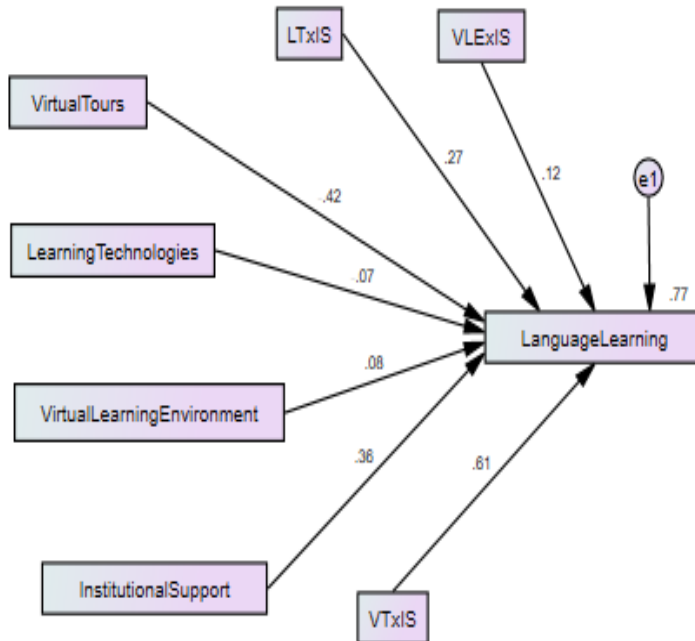 LTxIS
VLExIS
VirtualTours
.27
.12
e1
-.42
LearningTechnologies
-.07
.77
LanguageLearning
.08
VirtualLearningEnvironment
.36
.61
InstitutionalSupport
VTxIS